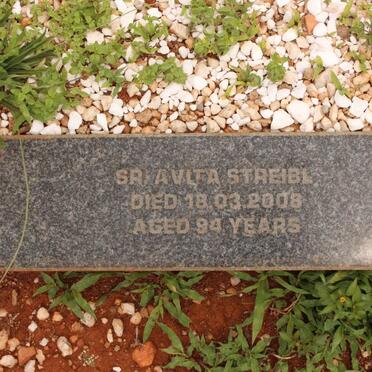 SR. AVITA STREIBL
DIED 18.03.2008
AGED 94 YEARS